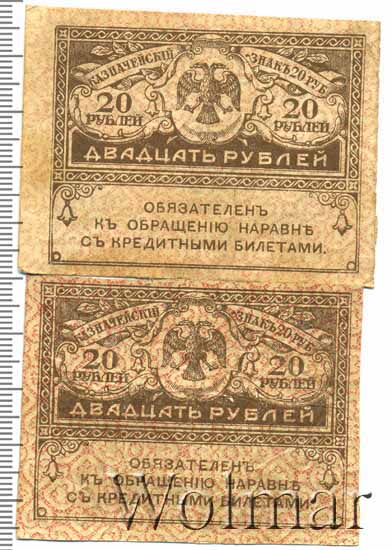 КАЗНАЧЕЙСКІЙ ЗНАКЪ 20 РУБ.
20 РУБЛЕЙ 20 РУБЛЕЙ
ДВАДЦАТЬ РУБЛЕЙ
ОБЯЗАТЕЛЕНЪ
КЪ ОБРАЩЕНІЮ НАРАВНѢ
СЪ КРЕДИТНЫМИ БИЛЕТАМИ.
КАЗНАЧЕЙСКІЙ ЗНАКЪ 20 РУБ.
20 РУБЛЕЙ 20 РУБЛЕЙ
ДВАДЦАТЬ РУБЛЕЙ
ОБЯЗАТЕЛЕНЪ
КЪ ОБРАЩЕНІЮ НАРАВНѢ
СЪ КРЕДИТНЫМИ БИЛЕТАМИ.
Wolmar